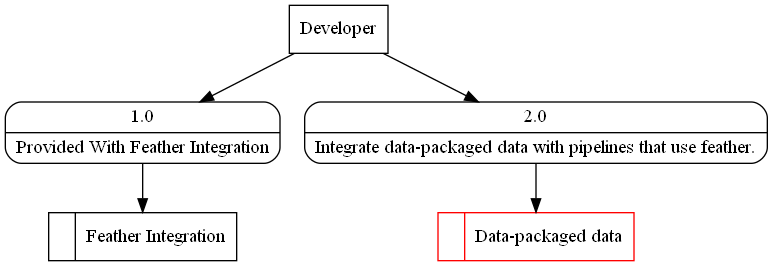 Developer
1.0
Provided With Feather Integration
2.0
Integrate data-packaged data with pipelines that use feather.
Feather Integration
Data-packaged data